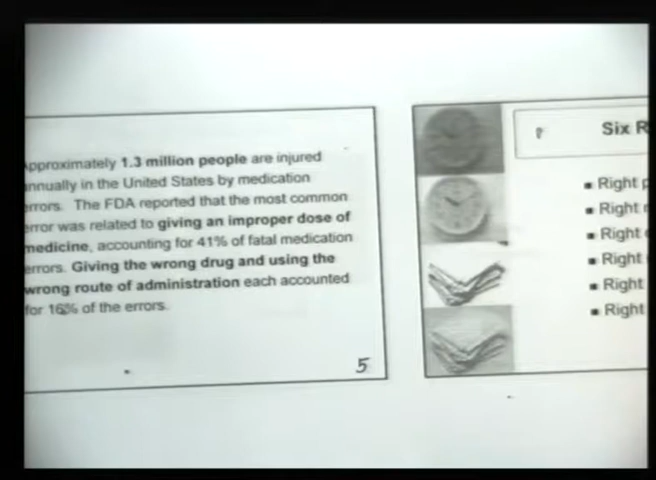 approximately 1.3 million people are injured
annually in the United States by medication
errors. The FDA reported that the most common
error was related to giving an improper dose of
medicine, accounting for 41% of fatal medication
errors. Giving the wrong drug and using the
wrong route of administration each accounted
for 16% of the errors.
5
Six R
Right p
Right
Right
Right
Right
Right